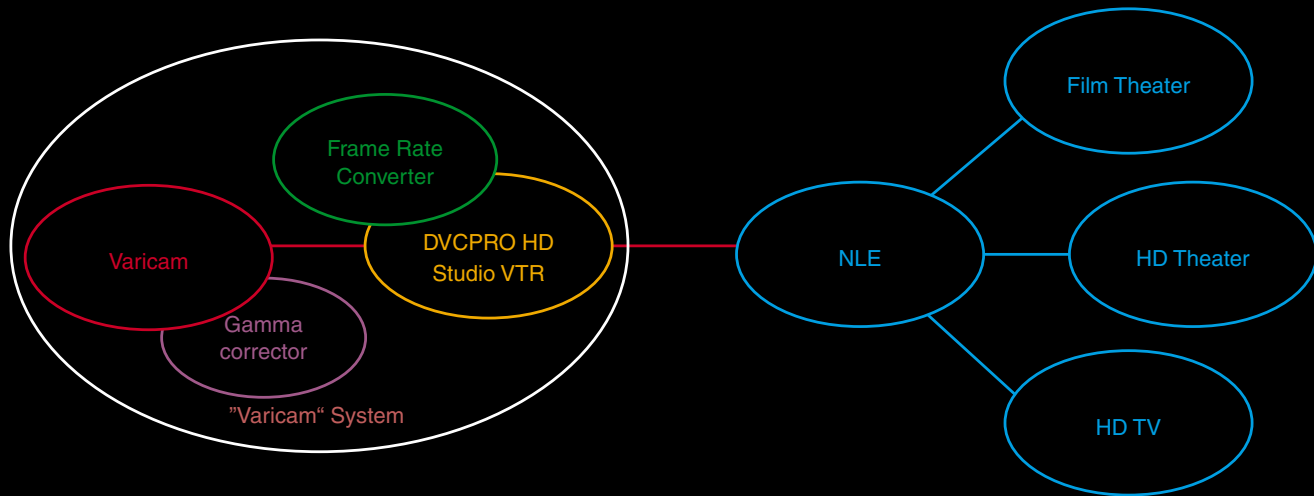 Frame Rate
Converter
Varicam
DVCPRO HD
Studio VTR
Gamma
corrector
”Varicam“ System
NLE
Film Theater
HD Theater
HD TV